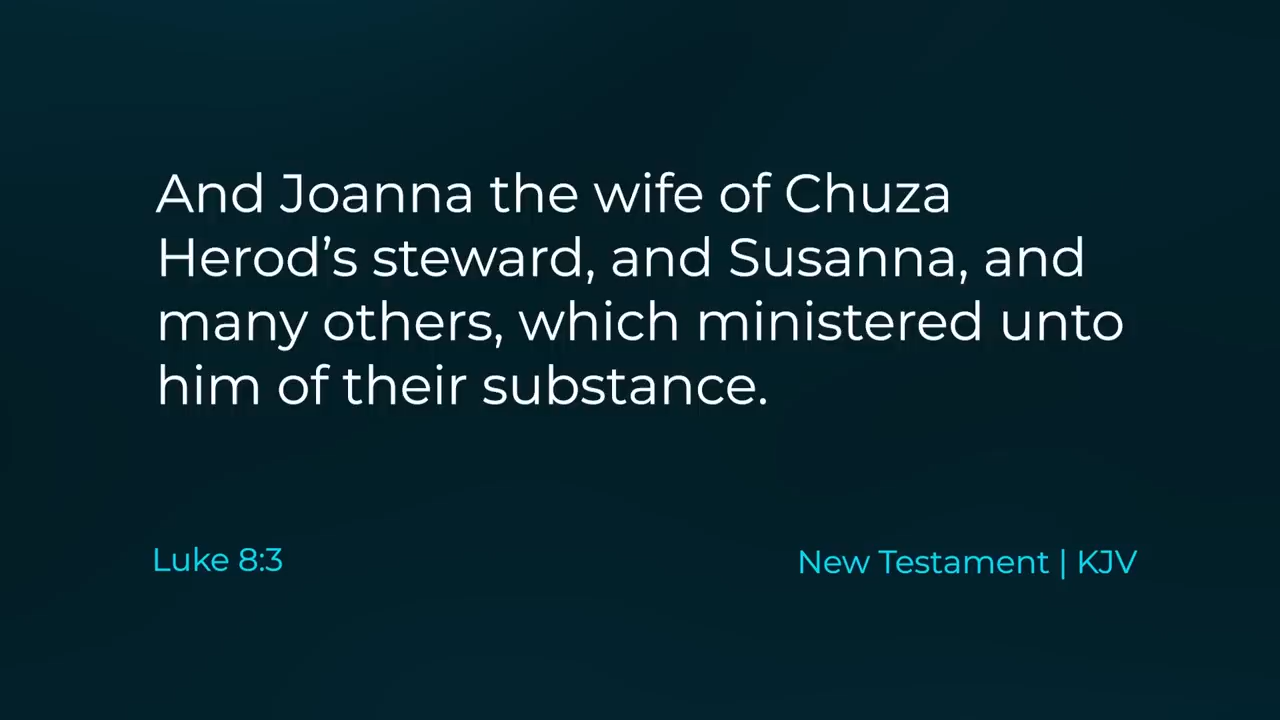 And Joanna the wife of Chuza
Herod’s steward, and Susanna, and
many others, which ministered unto
him of their substance.
Luke 8:3
New Testament | KJV